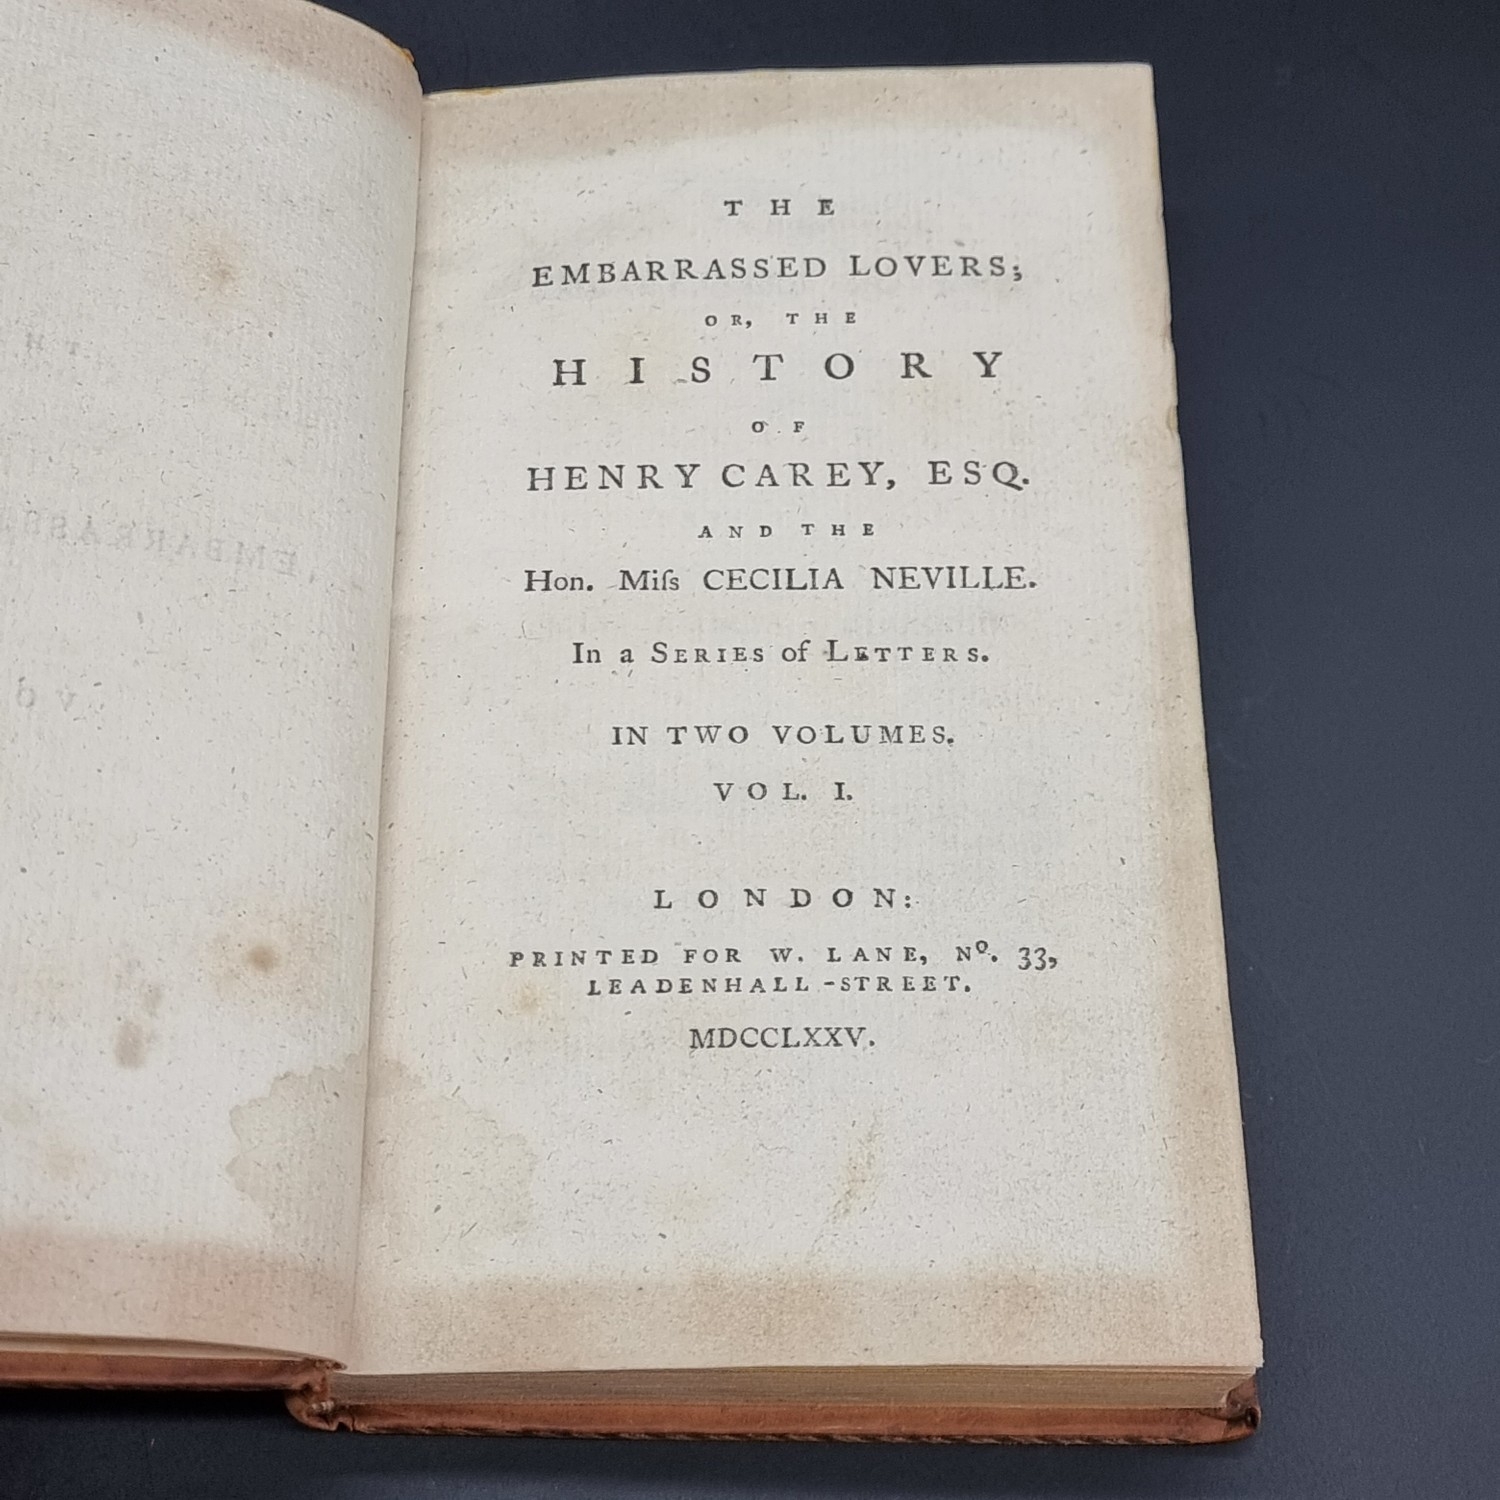 THE
EMBARRASSED LOVERS;
OR, THE
HISTORY
OF
HENRY CAREY, ESQ.
AND THE
Hon. Miſs CECILIA NEVILLE.
In a SERIES of LETTERS.
IN TWO VOLUMES.
VOL. I.
LONDON:
PRINTED FOR W. LANE, Nº. 33,
LEADENHALL-STREET.
MDCCLXXV.